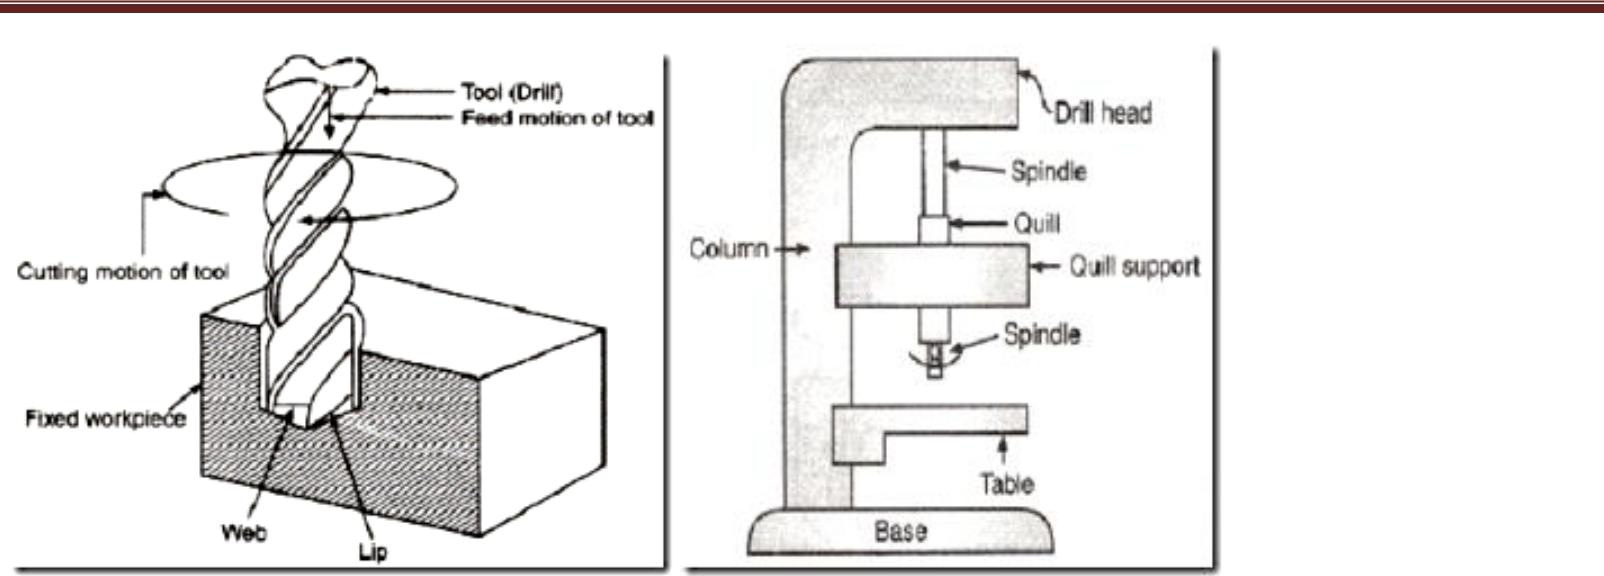 Tool (Drill)
Feed motion of tool
Cutting motion of tool
Fixed workpiece
Web
Lip
Drill head
Spindle
Quill
Column
Quill support
Spindle
Table
Base